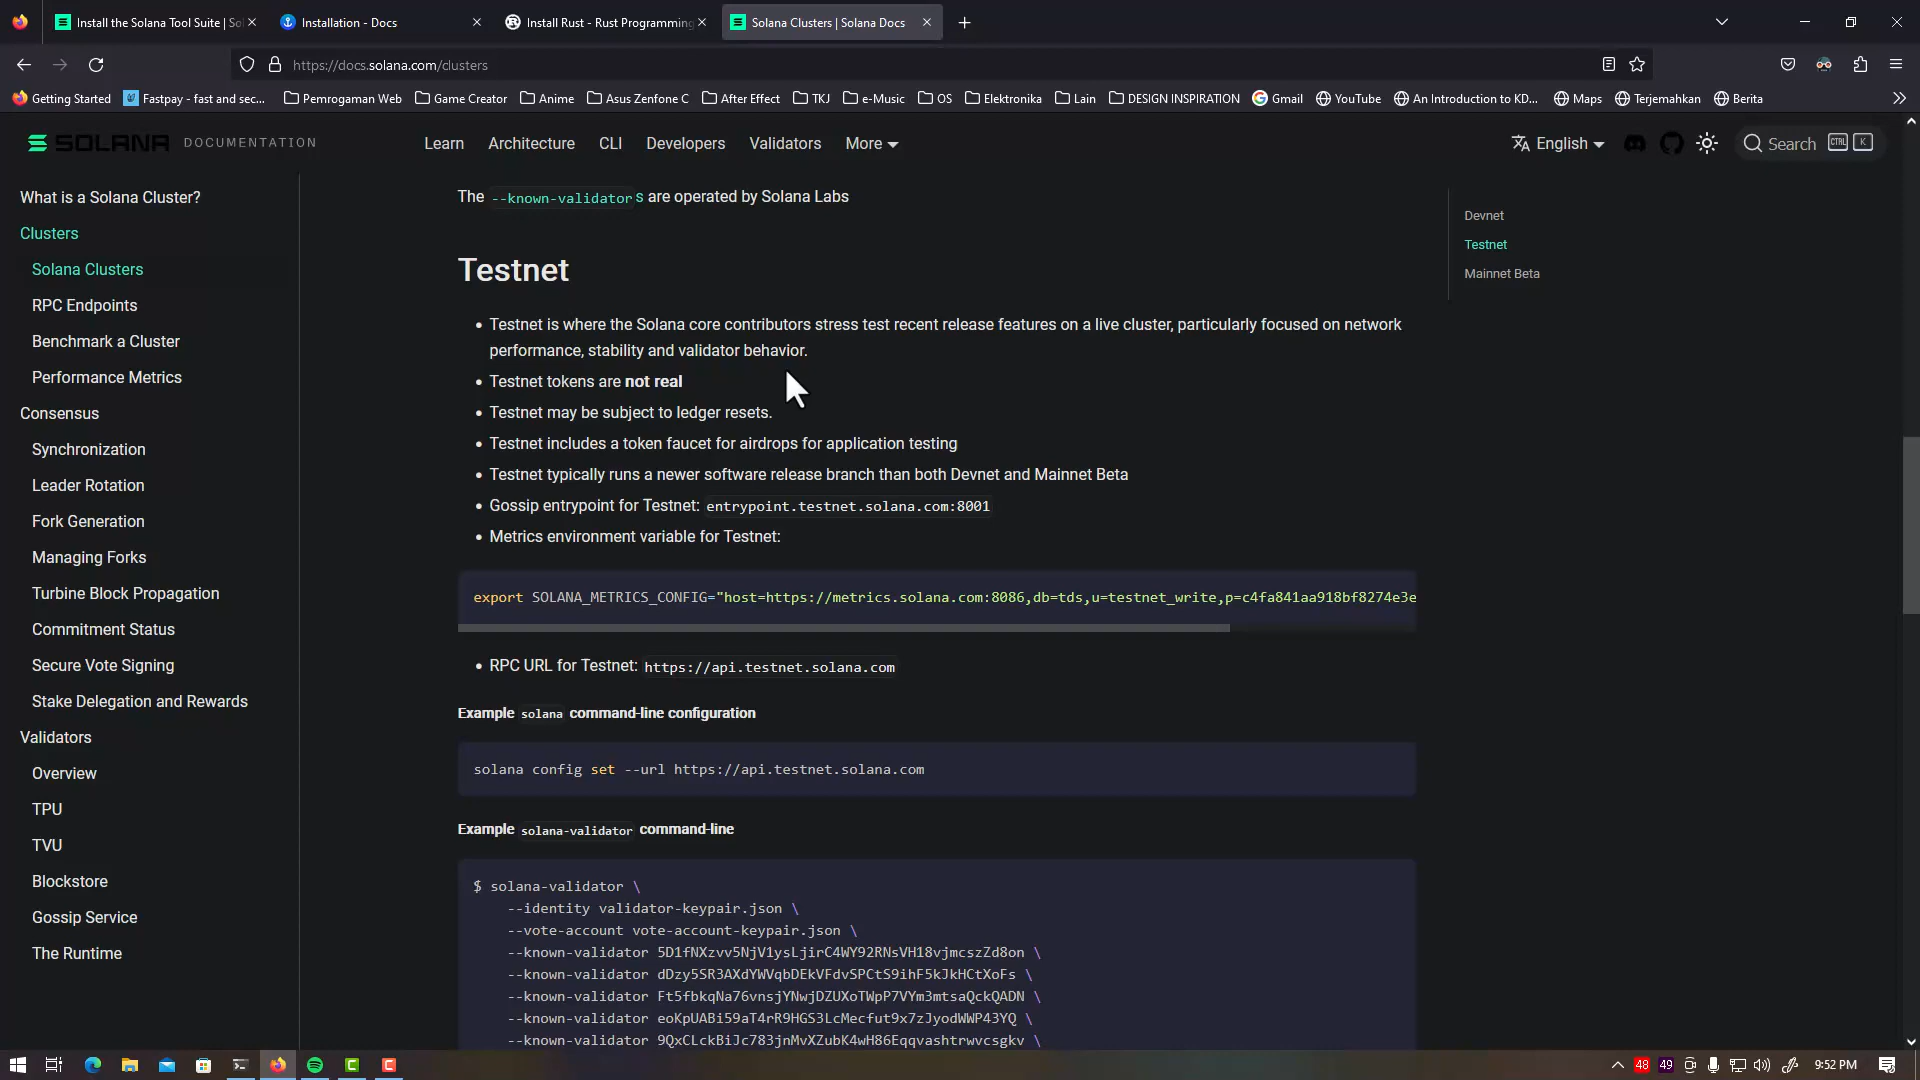 Install the Solana Tool Suite | Sol
Installation - Docs
Install Rust - Rust Programming
Solana Clusters | Solana Docs
https://docs.solana.com/clusters
Getting Started
Fastpay - fast and sec...
Pemrogaman Web
Game Creator
Anime
Asus Zenfone C
After Effect
TKJ
e-Music
OS
Elektronika
Lain
DESIGN INSPIRATION
Gmail
YouTube
An Introduction to KD...
Maps
Terjemahkan
Berita
SOLANA DOCUMENTATION
Learn
Architecture
CLI
Developers
Validators
More
English
Search CTRL K
What is a Solana Cluster?
Clusters
Solana Clusters
RPC Endpoints
Benchmark a Cluster
Performance Metrics
Consensus
Synchronization
Leader Rotation
Fork Generation
Managing Forks
Turbine Block Propagation
Commitment Status
Secure Vote Signing
Stake Delegation and Rewards
Validators
Overview
TPU
TVU
Blockstore
Gossip Service
The Runtime
The --known-validators are operated by Solana Labs
Testnet
• Testnet is where the Solana core contributors stress test recent release features on a live cluster, particularly focused on network
performance, stability and validator behavior.
• Testnet tokens are not real
• Testnet may be subject to ledger resets.
• Testnet includes a token faucet for airdrops for application testing
• Testnet typically runs a newer software release branch than both Devnet and Mainnet Beta
• Gossip entrypoint for Testnet: entrypoint.testnet.solana.com:8001
• Metrics environment variable for Testnet:
export SOLANA_METRICS_CONFIG="host=https://metrics.solana.com:8086,db=tds,u=testnet_write,p=c4fa841aa918bf8274e3e
• RPC URL for Testnet: https://api.testnet.solana.com
Example solana command-line configuration
solana config set --url https://api.testnet.solana.com
Example solana-validator command-line
$ solana-validator \
--identity validator-keypair.json \
--vote-account vote-account-keypair.json \
--known-validator 5D1fNXzvv5NjV1ysLjirC4WY92RNsVH18vjmcszZd8on \
--known-validator dDzy5SR3AXdYWVqbDEkVFdvSPCtS9ihF5kJkHCtXoFs \
--known-validator Ft5fbkqNa76vnsjYNwjDZUXoTWpP7VYm3mtsaQckQADN \
--known-validator eoKpUABi59aT4rR9HGS3LcMecfut9x7zJyodWWP43YQ \
--known-validator 9QxCLckBiJc783jnMvXZubK4wH86Eqqvashtrwvcsgkv \
Devnet
Testnet
Mainnet Beta
48
49
9:52 PM